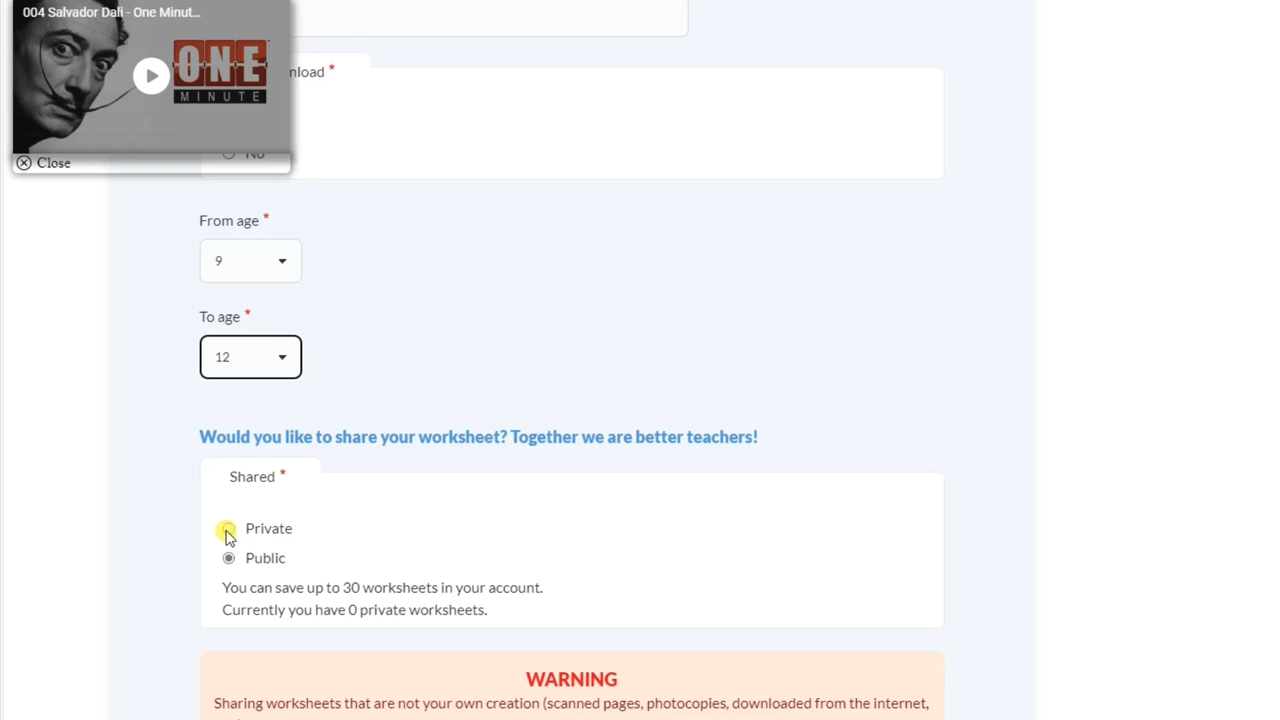 004 Salvador Dali - One Minut...
ONE
MINUTE
Close
nload *
No
From age *
9
To age *
12
Would you like to share your worksheet? Together we are better teachers!
Shared *
Private
Public
You can save up to 30 worksheets in your account.
Currently you have 0 private worksheets.
WARNING
Sharing worksheets that are not your own creation (scanned pages, photocopies, downloaded from the internet,